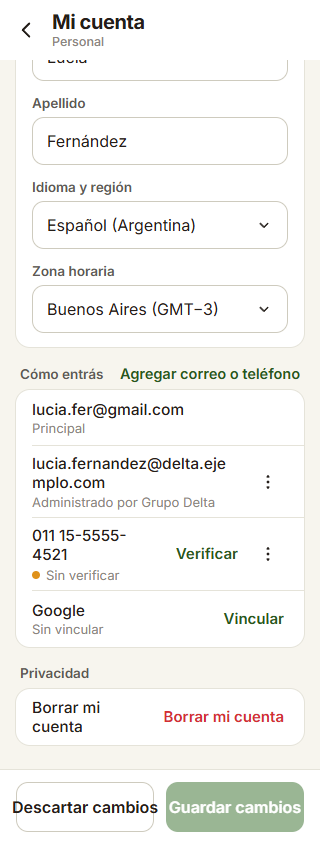 Mi cuenta
Personal
Lucía
Apellido
Fernández
Idioma y región
Español (Argentina)
Zona horaria
Buenos Aires (GMT−3)
Cómo entrás
Agregar correo o teléfono
lucia.fer@gmail.com
Principal
lucia.fernandez@delta.eje
mplo.com
Administrado por Grupo Delta
011 15-5555-
4521
Verificar
Sin verificar
Google
Sin vincular
Vincular
Privacidad
Borrar mi
cuenta
Borrar mi cuenta
Descartar cambios
Guardar cambios